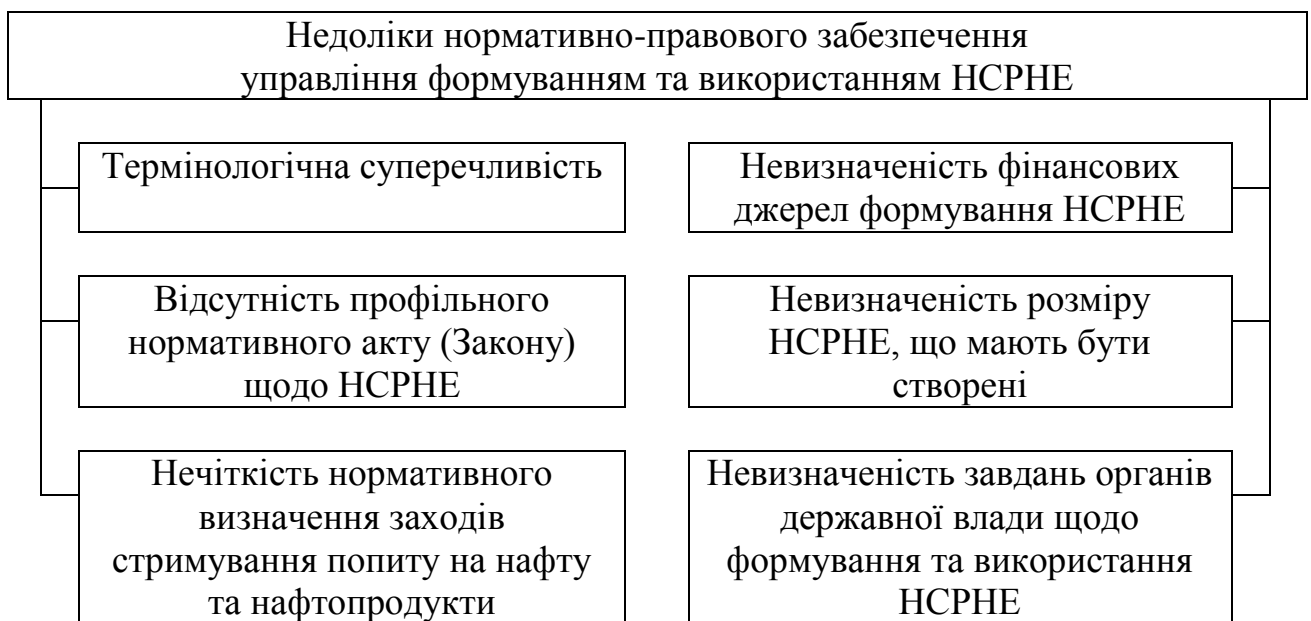 Недоліки нормативно-правового забезпечення
управління формуванням та використанням НСРНЕ
Термінологічна суперечливість
Невизначеність фінансових
джерел формування НСРНЕ
Відсутність профільного
нормативного акту (Закону)
щодо НСРНЕ
Невизначеність розміру
НСРНЕ, що мають бути
створені
Нечіткість нормативного
визначення заходів
стримування попиту на нафту
та нафтопродукти
Невизначеність завдань органів
державної влади щодо
формування та використання
НСРНЕ